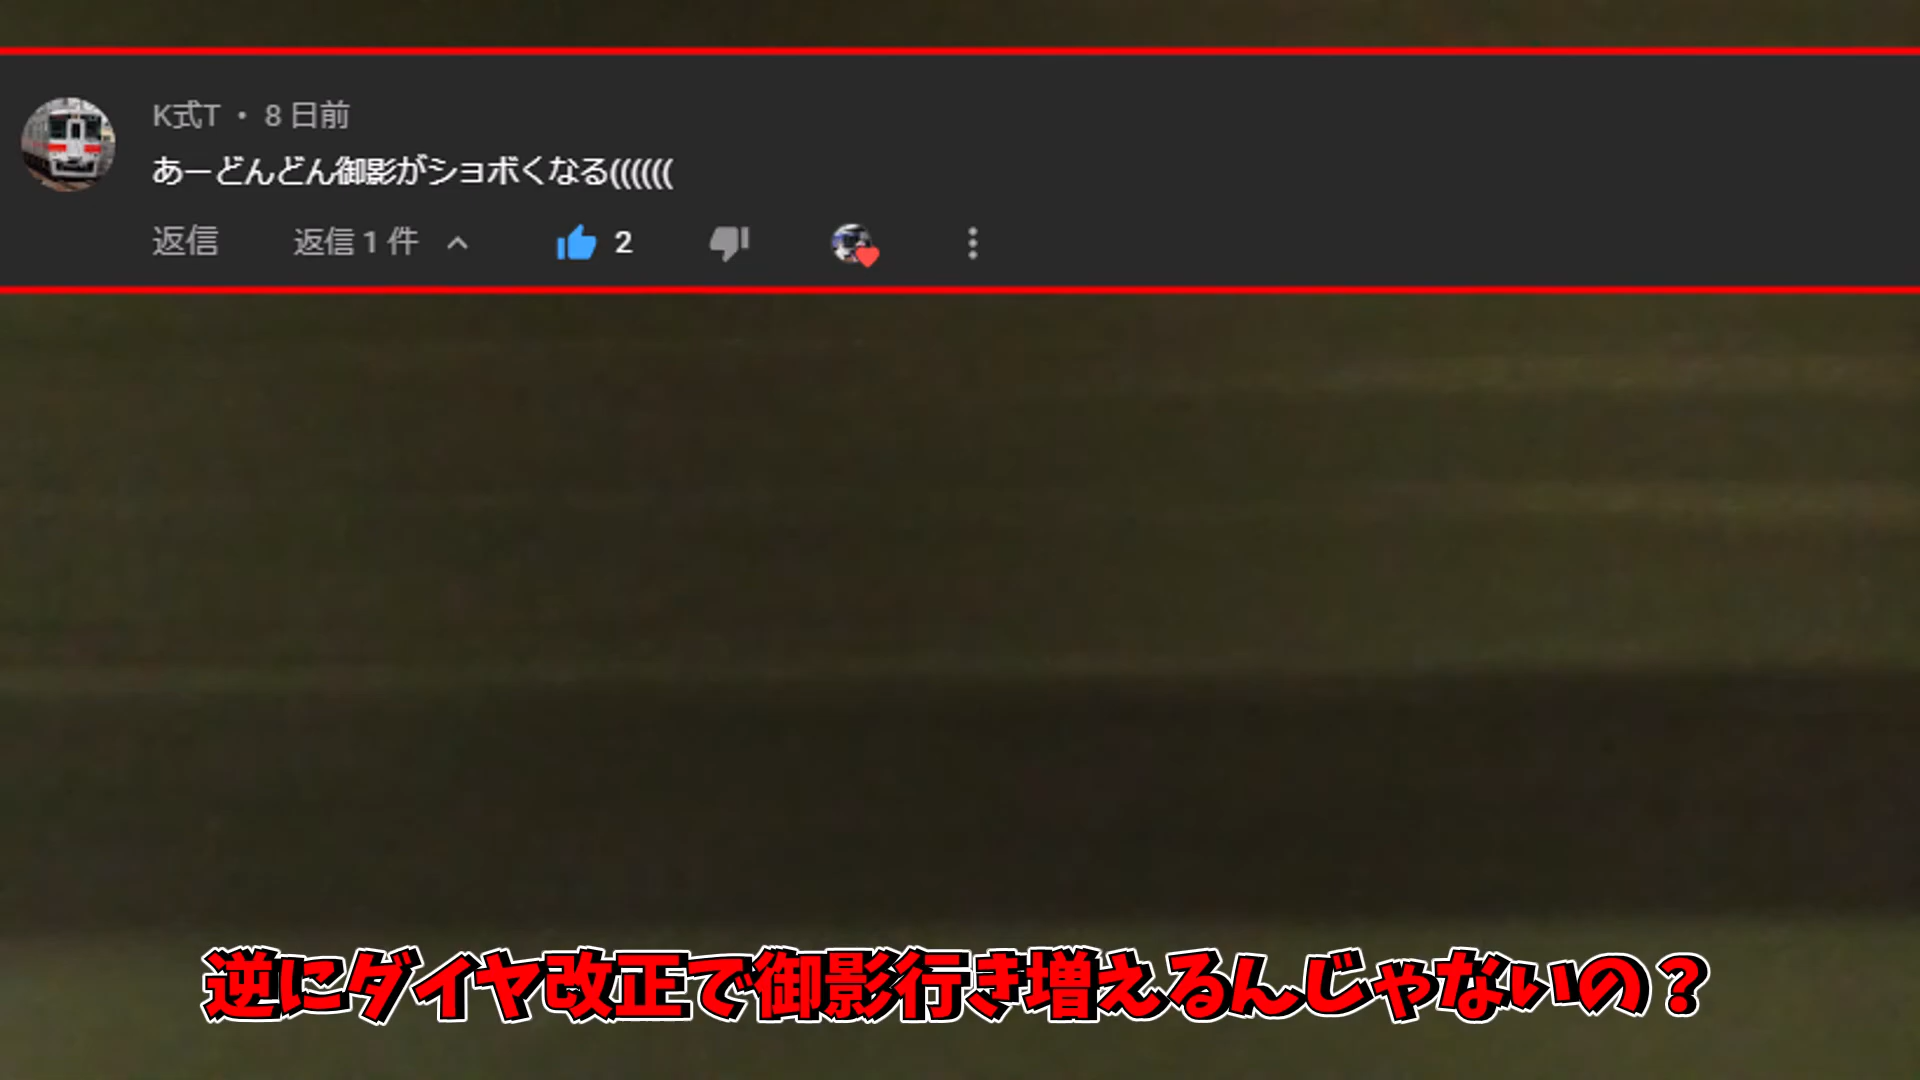 K式T • 8 日前
あーどんどん御影がショボくなる((((((
返信 返信 1 件 2
逆にダイヤ改正で御影行き増えるんじゃないの？